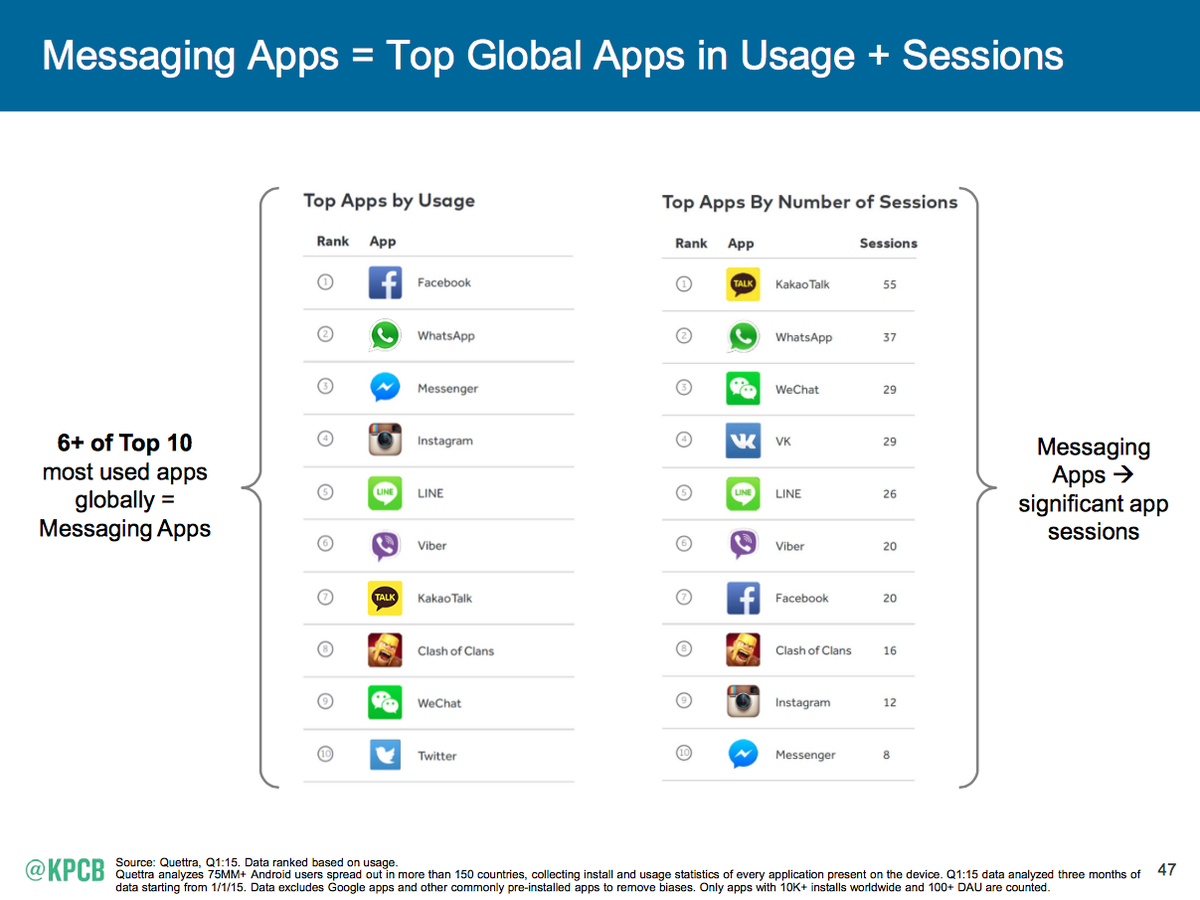 Messaging Apps = Top Global Apps in Usage + Sessions
6+ of Top 10
most used apps
globally =
Messaging Apps
Top Apps by Usage
Rank App
1 Facebook
2 WhatsApp
3 Messenger
4 Instagram
5 LINE LINE
6 Viber
7 TALK KakaoTalk
8 Clash of Clans
9 WeChat
10 Twitter
Top Apps By Number of Sessions
Rank App Sessions
1 TALK KakaoTalk 55
2 WhatsApp 37
3 WeChat 29
4 VK 29
5 LINE LINE 26
6 Viber 20
7 Facebook 20
8 Clash of Clans 16
9 Instagram 12
10 Messenger 8
Messaging
Apps →
significant app
sessions
@KPCB
Source: Quettra, Q1:15. Data ranked based on usage.
Quettra analyzes 75MM+ Android users spread out in more than 150 countries, collecting install and usage statistics of every application present on the device. Q1:15 data analyzed three months of
data starting from 1/1/15. Data excludes Google apps and other commonly pre-installed apps to remove biases. Only apps with 10K+ installs worldwide and 100+ DAU are counted.
47